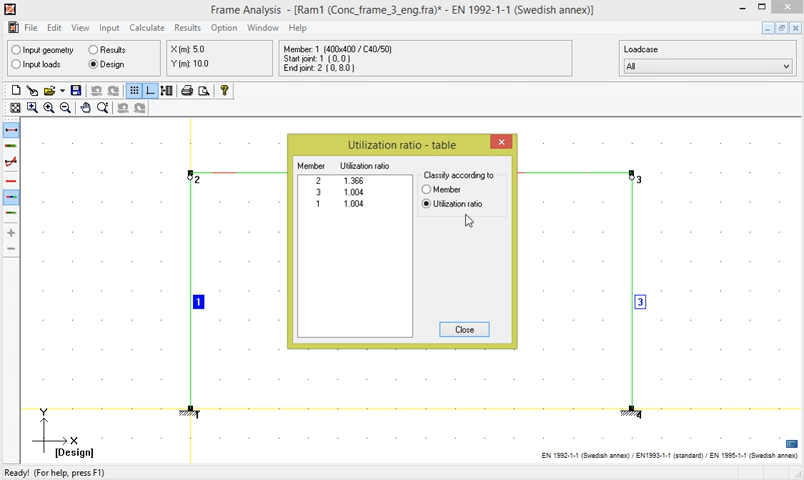 Frame Analysis - [Ram1 (Conc_frame_3_eng.fra)* - EN 1992-1-1 (Swedish annex)]
File Edit View Input Calculate Results Option Window Help
Input geometry
Results
Input loads
Design
X (m): 5.0
Y (m): 10.0
Member: 1 (400x400 / C40/50)
Start joint: 1 ( 0, 0 )
End joint: 2 ( 0, 8.0 )
Loadcase
All
Utilization ratio - table
Member Utilization ratio
2 1.366
3 1.004
1 1.004
Classify according to
Member
Utilization ratio
Close
2
3
1
3
1
4
Y
X
[Design]
EN 1992-1-1 (Swedish annex) / EN1993-1-1 (standard) / EN 1995-1-1 (Swedish annex)
Ready! (For help, press F1)